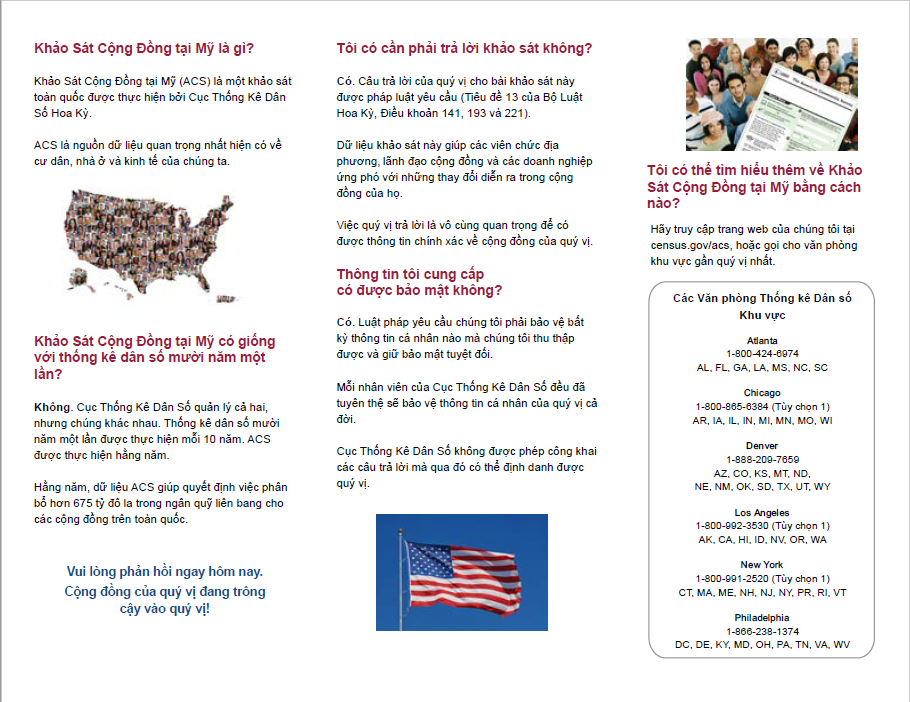 Khảo Sát Cộng Đồng tại Mỹ là gì?
Khảo Sát Cộng Đồng tại Mỹ (ACS) là một khảo sát
toàn quốc được thực hiện bởi Cục Thống Kê Dân
Số Hoa Kỳ.
ACS là nguồn dữ liệu quan trọng nhất hiện có về
cư dân, nhà ở và kinh tế của chúng ta.
Khảo Sát Cộng Đồng tại Mỹ có giống
với thống kê dân số mười năm một
lần?
Không. Cục Thống Kê Dân Số quản lý cả hai,
nhưng chúng khác nhau. Thống kê dân số mười
năm một lần được thực hiện mỗi 10 năm. ACS
được thực hiện hằng năm.
Hằng năm, dữ liệu ACS giúp quyết định việc phân
bổ hơn 675 tỷ đô la trong ngân quỹ liên bang cho
các cộng đồng trên toàn quốc.
Vui lòng phản hồi ngay hôm nay.
Cộng đồng của quý vị đang trông
cậy vào quý vị!
Tôi có cần phải trả lời khảo sát không?
Có. Câu trả lời của quý vị cho bài khảo sát này
được pháp luật yêu cầu (Tiêu đề 13 của Bộ Luật
Hoa Kỳ, Điều khoản 141, 193 và 221).
Dữ liệu khảo sát này giúp các viên chức địa
phương, lãnh đạo cộng đồng và các doanh nghiệp
ứng phó với những thay đổi diễn ra trong cộng
đồng của họ.
Việc quý vị trả lời là vô cùng quan trọng để có
được thông tin chính xác về cộng đồng của quý vị.
Thông tin tôi cung cấp
có được bảo mật không?
Có. Luật pháp yêu cầu chúng tôi phải bảo vệ bất
kỳ thông tin cá nhân nào mà chúng tôi thu thập
được và giữ bảo mật tuyệt đối.
Mỗi nhân viên của Cục Thống Kê Dân Số đều đã
tuyên thệ sẽ bảo vệ thông tin cá nhân của quý vị cả
đời.
Cục Thống Kê Dân Số không được phép công khai
các câu trả lời mà qua đó có thể định danh được
quý vị.
The American Community Survey
Tôi có thể tìm hiểu thêm về Khảo
Sát Cộng Đồng tại Mỹ bằng cách
nào?
Hãy truy cập trang web của chúng tôi tại
census.gov/acs, hoặc gọi cho văn phòng
khu vực gần quý vị nhất.
Các Văn phòng Thống kê Dân số
Khu vực
Atlanta
1-800-424-6974
AL, FL, GA, LA, MS, NC, SC
Chicago
1-800-865-6384 (Tùy chọn 1)
AR, IA, IL, IN, MI, MN, MO, WI
Denver
1-888-209-7659
AZ, CO, KS, MT, ND,
NE, NM, OK, SD, TX, UT, WY
Los Angeles
1-800-992-3530 (Tùy chọn 1)
AK, CA, HI, ID, NV, OR, WA
New York
1-800-991-2520 (Tùy chọn 1)
CT, MA, ME, NH, NJ, NY, PR, RI, VT
Philadelphia
1-866-238-1374
DC, DE, KY, MD, OH, PA, TN, VA, WV